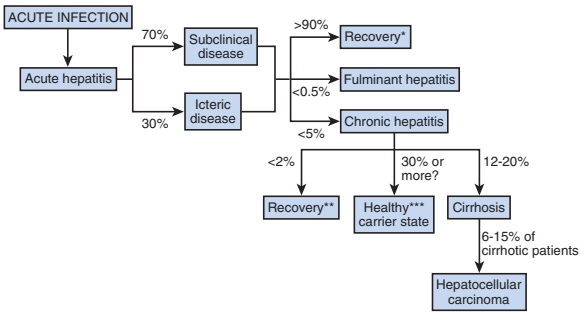 ACUTE INFECTION
Acute hepatitis
70%
30%
Subclinical
disease
Icteric
disease
>90%
<0.5%
<5%
Recovery*
Fulminant hepatitis
Chronic hepatitis
<2%
30% or
more?
12-20%
Recovery**
Healthy***
carrier state
Cirrhosis
6-15% of
cirrhotic patients
Hepatocellular
carcinoma